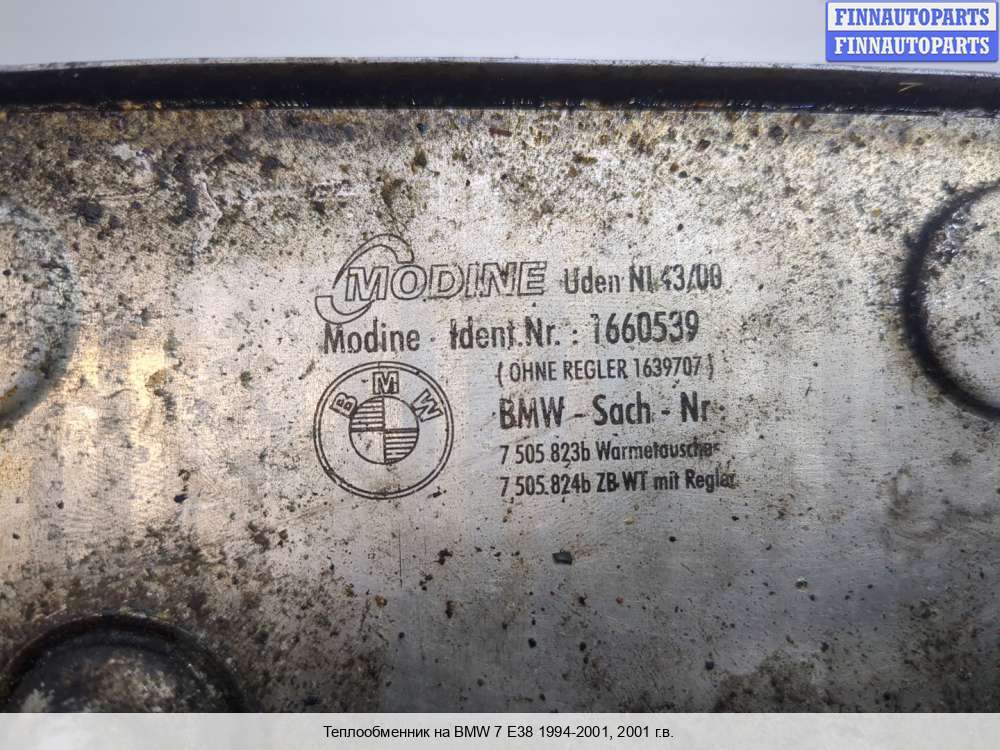 FINNAUTOPARTS
FINNAUTOPARTS
MODINE Uden NL 43/00
Modine - Ident.Nr. : 1660539
( OHNE REGLER 1639707 )
BMW
BMW - Sach - Nr
7 505 823b Warmetauscher
7 505 824b ZB WT mit Regler
Теплообменник на BMW 7 E38 1994-2001, 2001 г.в.